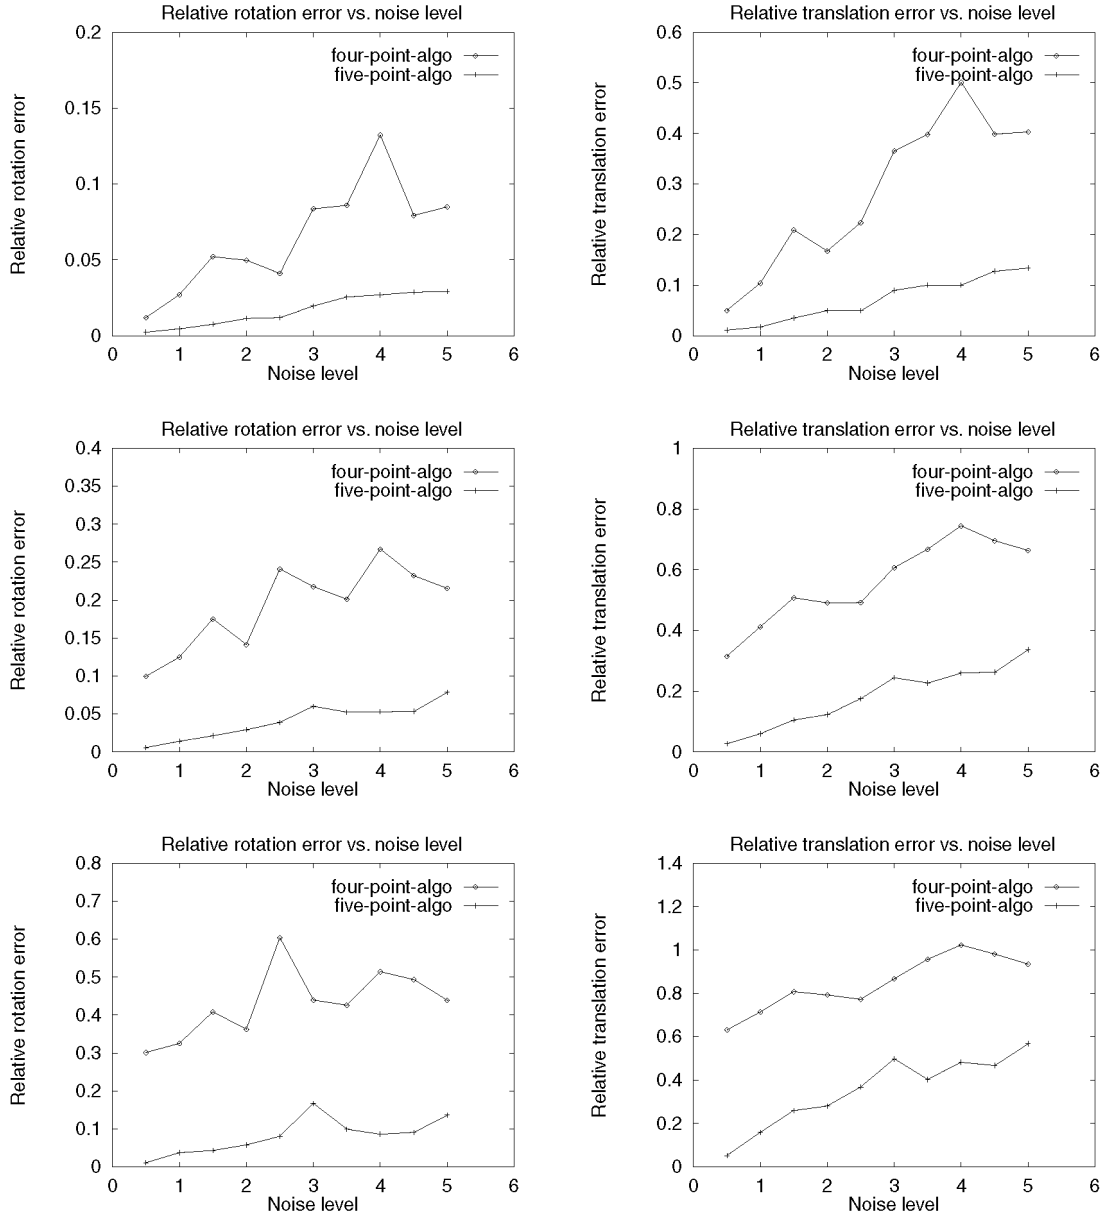 Relative rotation error vs. noise level
0.2
0.15
0.1
0.05
0
Relative rotation error
four-point-algo
five-point-algo
0 1 2 3 4 5 6
Noise level
Relative translation error vs. noise level
0.6
0.5
0.4
0.3
0.2
0.1
0
Relative translation error
four-point-algo
five-point-algo
0 1 2 3 4 5 6
Noise level
Relative rotation error vs. noise level
0.4
0.35
0.3
0.25
0.2
0.15
0.1
0.05
0
Relative rotation error
four-point-algo
five-point-algo
0 1 2 3 4 5 6
Noise level
Relative translation error vs. noise level
1
0.8
0.6
0.4
0.2
0
Relative translation error
four-point-algo
five-point-algo
0 1 2 3 4 5 6
Noise level
Relative rotation error vs. noise level
0.8
0.7
0.6
0.5
0.4
0.3
0.2
0.1
0
Relative rotation error
four-point-algo
five-point-algo
0 1 2 3 4 5 6
Noise level
Relative translation error vs. noise level
1.4
1.2
1
0.8
0.6
0.4
0.2
0
Relative translation error
four-point-algo
five-point-algo
0 1 2 3 4 5 6
Noise level